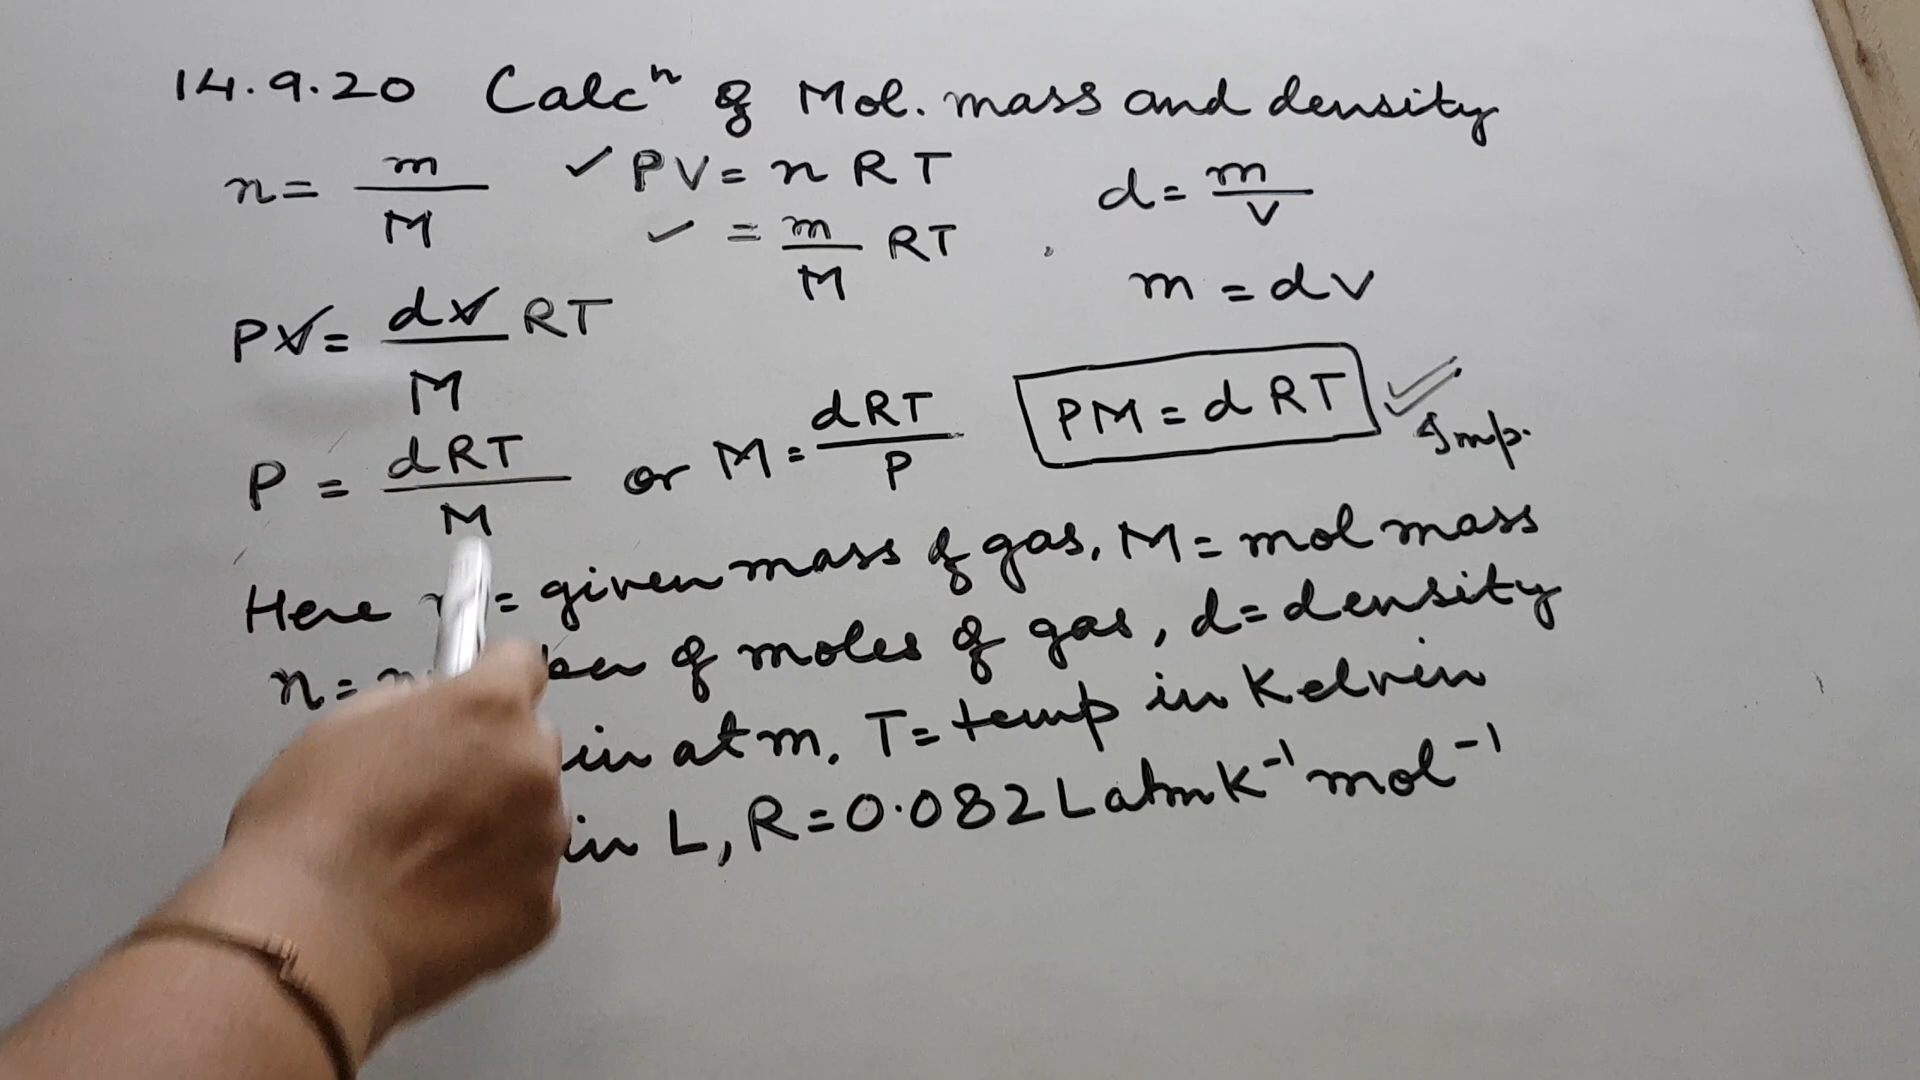 14.9.20 Calcⁿ of Mol. mass and density
n = m/M ✓ PV = n RT d = m/V
✓ = m/M RT m = dV
PV = dV/M RT
P = dRT/M or M = dRT/P PM = d RT Imp.
Here = given mass of gas, M = mol mass
n = of moles of gas, d = density
in atm, T = temp in Kelvin
in L, R = 0.082 L atm K⁻¹ mol⁻¹